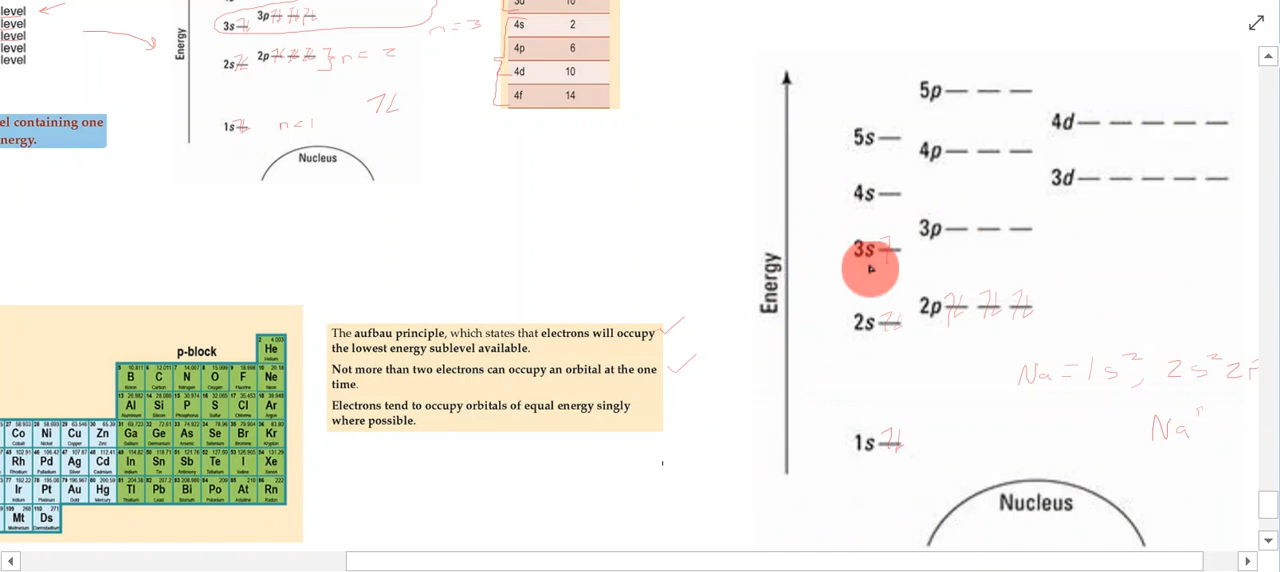 level
level
level
level
level
el containing one
nergy.
Energy
3s
3p
2s
2p
n = 2
n = 3
1s
n = 1
Nucleus
3d 10
4s 2
4p 6
4d 10
4f 14
p-block
He
B C N O F Ne
Al Si P S Cl Ar
Co Ni Cu Zn Ga Ge As Se Br Kr
Rh Pd Ag Cd In Sn Sb Te I Xe
Ir Pt Au Hg Tl Pb Bi Po At Rn
Mt Ds
The aufbau principle, which states that electrons will occupy
the lowest energy sublevel available.
Not more than two electrons can occupy an orbital at the one
time.
Electrons tend to occupy orbitals of equal energy singly
where possible.
Energy
5p
4d
5s
4p
3d
4s
3p
3s
2p
2s
Na = 1s², 2s² 2p
Na
1s
Nucleus